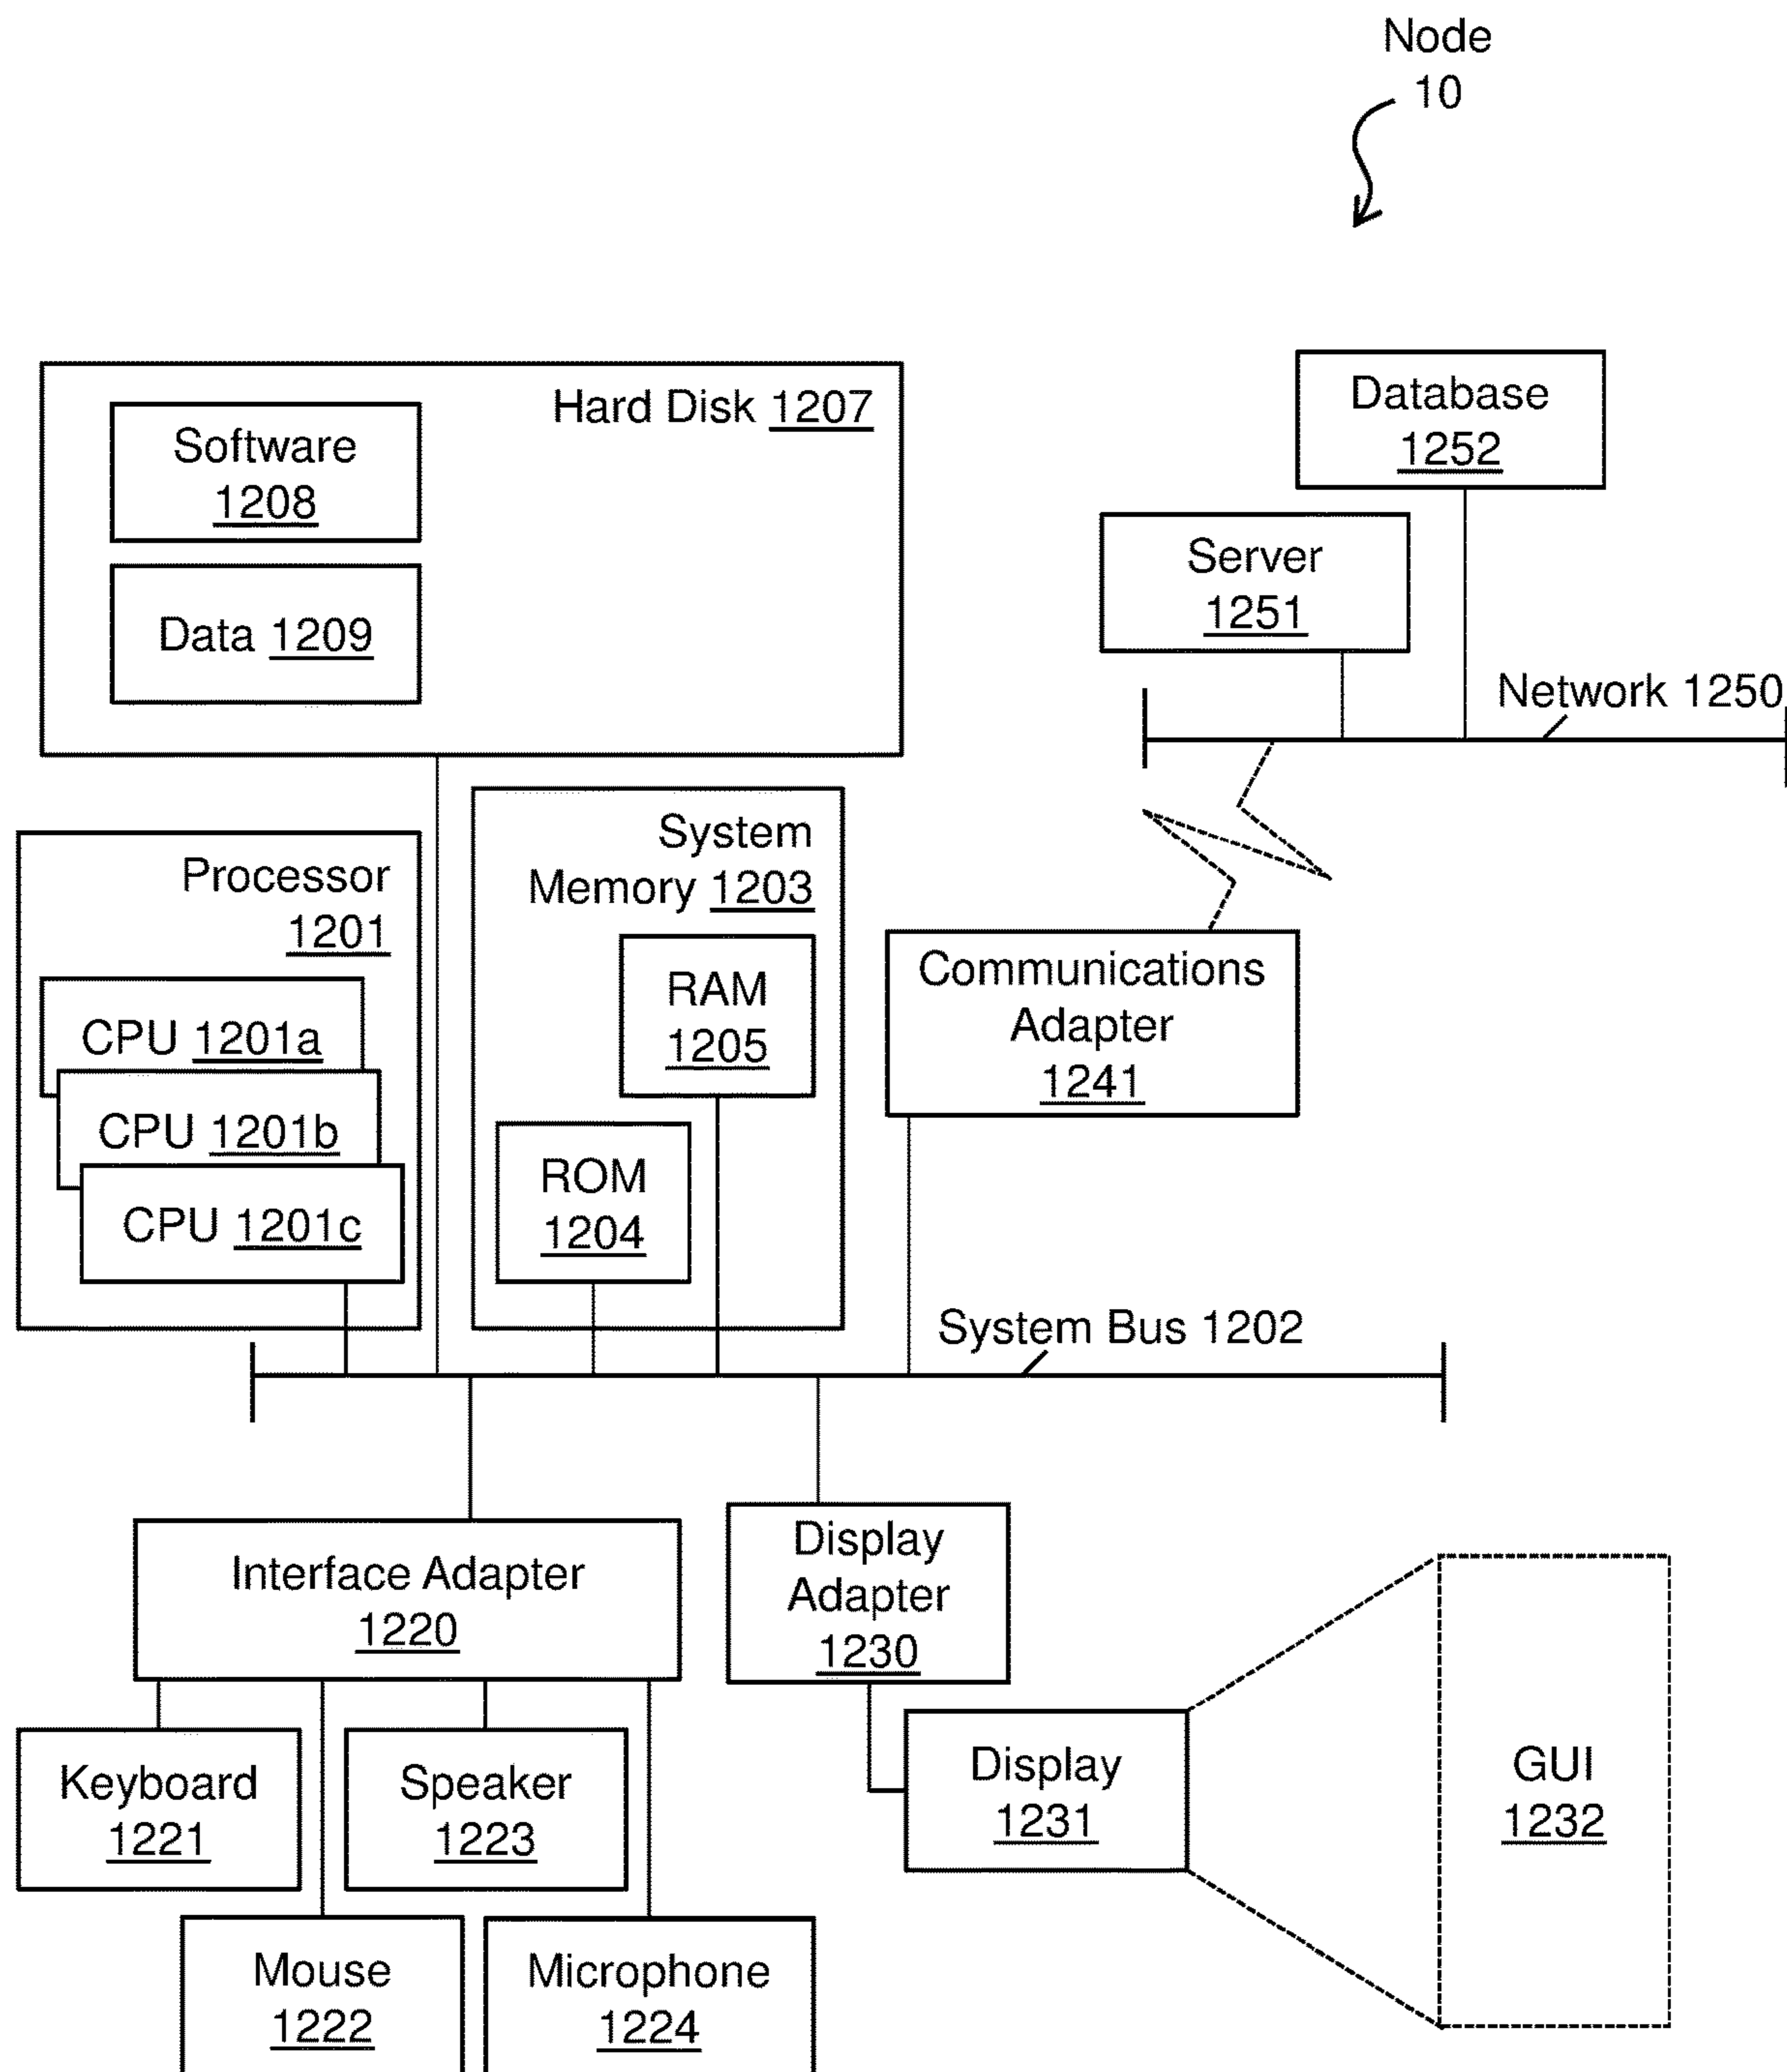 Node
10
Hard Disk 1207
Software
1208
Data 1209
Database
1252
Server
1251
Network 1250
Processor
1201
CPU 1201a
CPU 1201b
CPU 1201c
System
Memory 1203
RAM
1205
ROM
1204
Communications
Adapter
1241
System Bus 1202
Interface Adapter
1220
Display
Adapter
1230
Keyboard
1221
Speaker
1223
Display
1231
GUI
1232
Mouse
1222
Microphone
1224